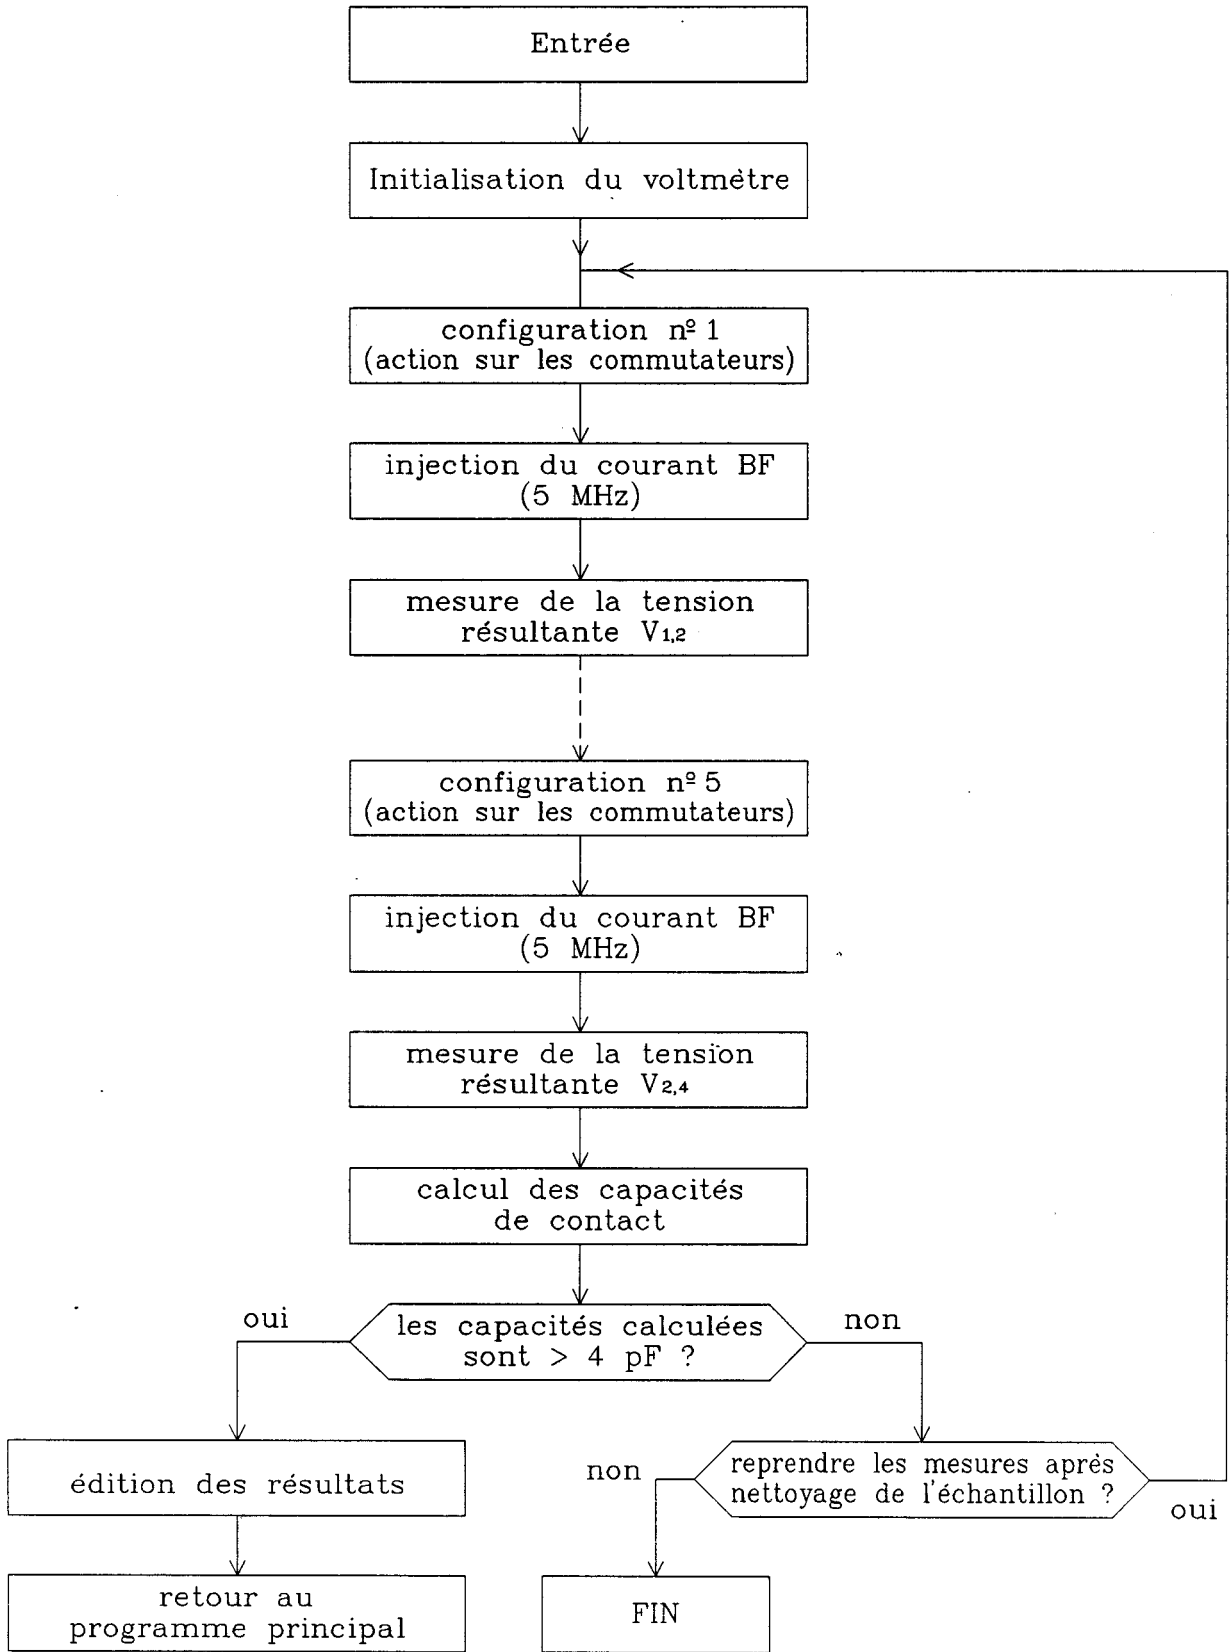 Entrée
Initialisation du voltmètre
configuration nº 1
(action sur les commutateurs)
injection du courant BF
(5 MHz)
mesure de la tension
résultante V1,2
configuration nº 5
(action sur les commutateurs)
injection du courant BF
(5 MHz)
mesure de la tension
résultante V2,4
calcul des capacités
de contact
oui
les capacités calculées
sont > 4 pF ?
non
édition des résultats
non
reprendre les mesures après
nettoyage de l'échantillon ?
oui
retour au
programme principal
FIN